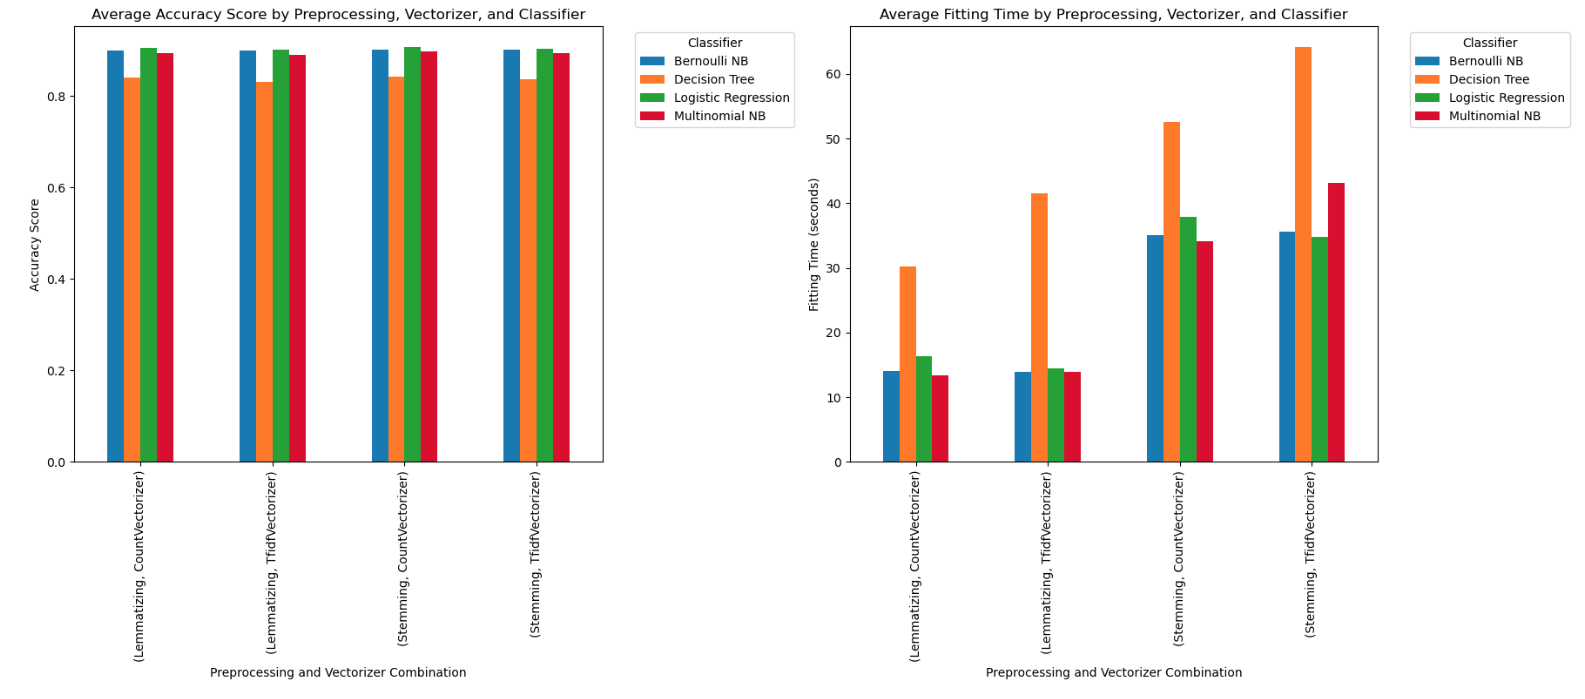 Average Accuracy Score by Preprocessing, Vectorizer, and Classifier
Accuracy Score
0.8
0.6
0.4
0.2
0.0
(Lemmatizing, CountVectorizer)
(Lemmatizing, TfidfVectorizer)
(Stemming, CountVectorizer)
(Stemming, TfidfVectorizer)
Preprocessing and Vectorizer Combination
Classifier
Bernoulli NB
Decision Tree
Logistic Regression
Multinomial NB
Average Fitting Time by Preprocessing, Vectorizer, and Classifier
Fitting Time (seconds)
60
50
40
30
20
10
0
(Lemmatizing, CountVectorizer)
(Lemmatizing, TfidfVectorizer)
(Stemming, CountVectorizer)
(Stemming, TfidfVectorizer)
Preprocessing and Vectorizer Combination
Classifier
Bernoulli NB
Decision Tree
Logistic Regression
Multinomial NB